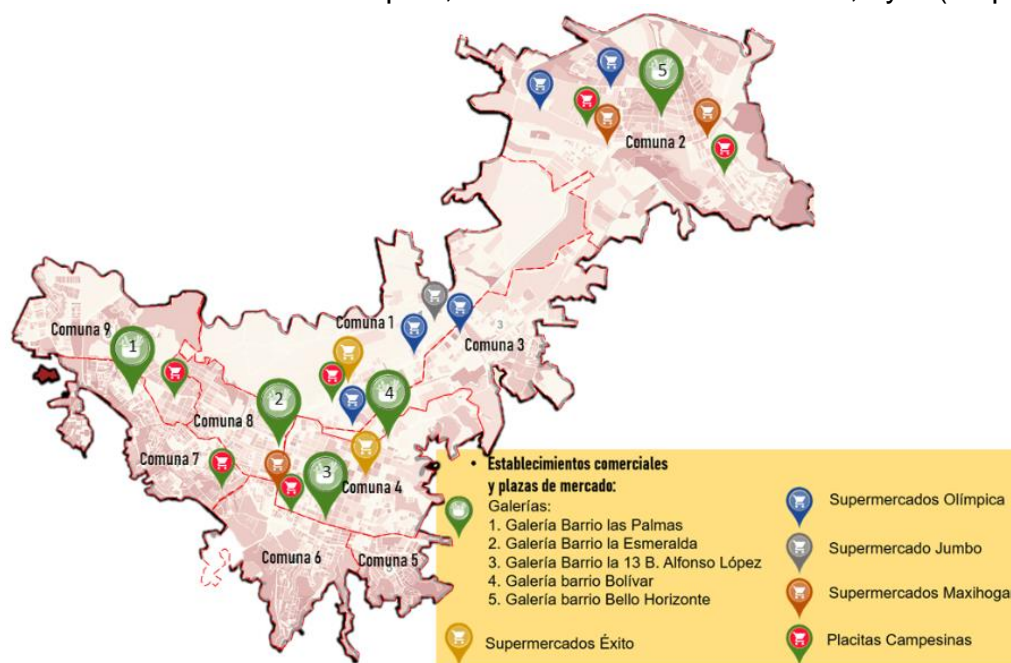 5
Comuna 2
Comuna 1
3
Comuna 3
Comuna 9
1
2
4
Comuna 8
Comuna 7
3
Comuna 4
Comuna 6
Comuna 5
• Establecimientos comerciales
y plazas de mercado:
Galerías:
1. Galería Barrio las Palmas
2. Galería Barrio la Esmeralda
3. Galería Barrio la 13 B. Alfonso López
4. Galería barrio Bolívar
5. Galería barrio Bello Horizonte
Supermercados Éxito
Supermercados Olímpica
Supermercado Jumbo
Supermercados Maxihoga
Placitas Campesinas